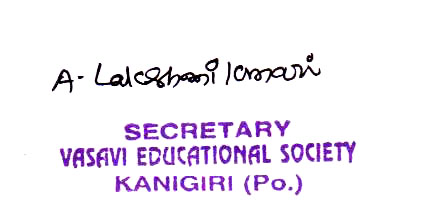 A. Lakshmi Kumari
SECRETARY
VASAVI EDUCATIONAL SOCIETY
KANIGIRI (Po.)